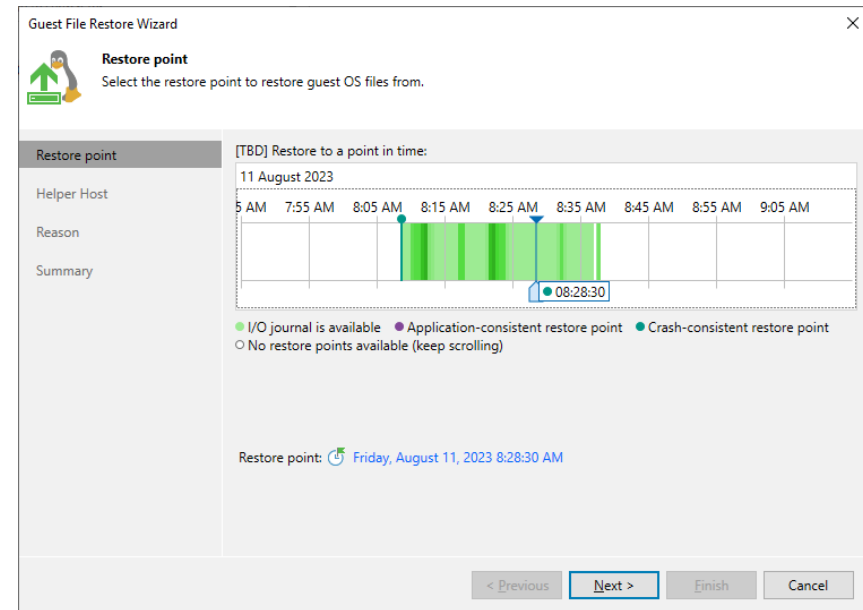 Guest File Restore Wizard
Restore point
Select the restore point to restore guest OS files from.
Restore point
Helper Host
Reason
Summary
[TBD] Restore to a point in time:
11 August 2023
5 AM 7:55 AM 8:05 AM 8:15 AM 8:25 AM 8:35 AM 8:45 AM 8:55 AM 9:05 AM
08:28:30
I/O journal is available Application-consistent restore point Crash-consistent restore point
No restore points available (keep scrolling)
Restore point: Friday, August 11, 2023 8:28:30 AM
< Previous Next > Finish Cancel